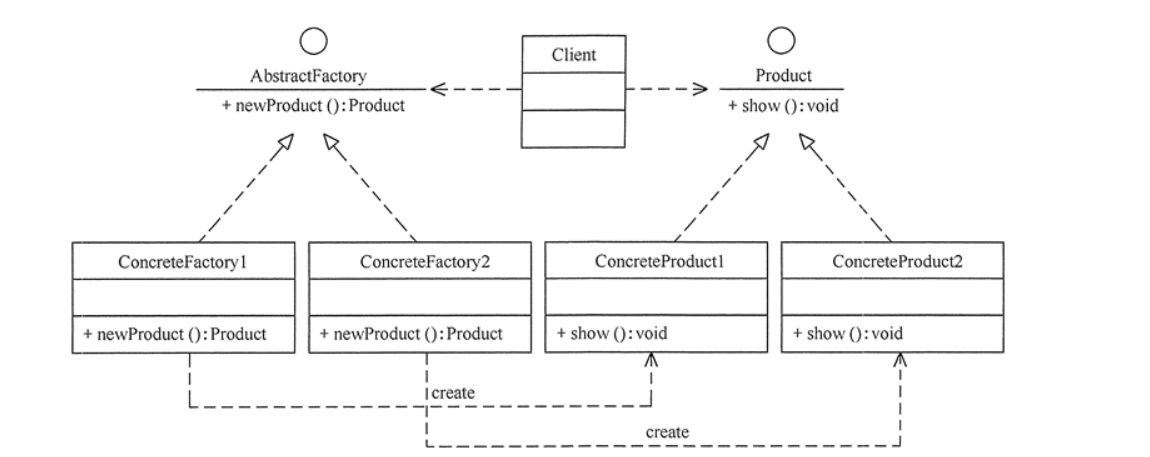 Client
AbstractFactory
+ newProduct ():Product
Product
+ show ():void
ConcreteFactory1
+ newProduct ():Product
ConcreteFactory2
+ newProduct ():Product
ConcreteProduct1
+ show ():void
ConcreteProduct2
+ show ():void
create
create